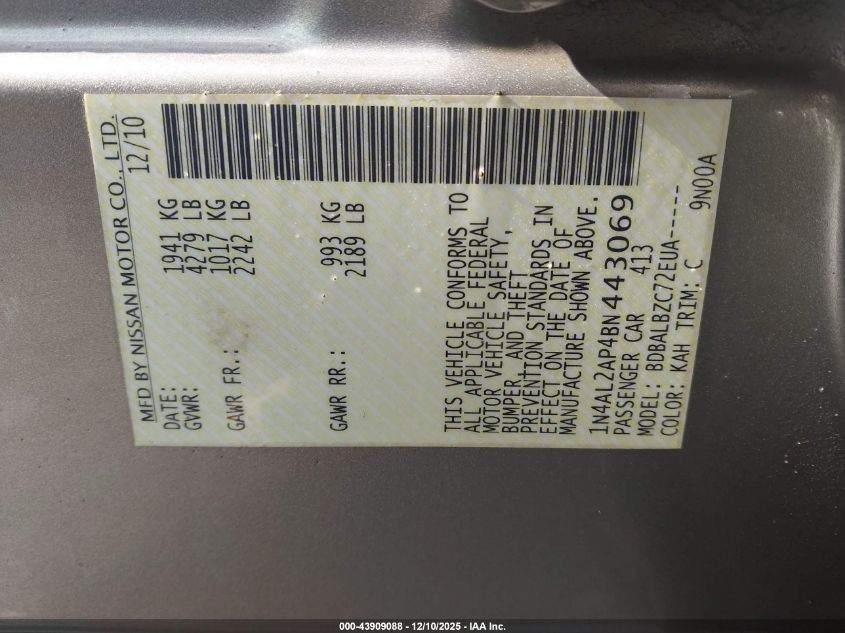 MFD BY NISSAN MOTOR CO., LTD.
DATE: 12/10
GVWR: 1941 KG
4279 LB
GAWR FR.: 1017 KG
2242 LB
GAWR RR.: 993 KG
2189 LB
THIS VEHICLE CONFORMS TO
ALL APPLICABLE FEDERAL
MOTOR VEHICLE SAFETY,
BUMPER, AND THEFT
PREVENTION STANDARDS IN
EFFECT ON THE DATE OF
MANUFACTURE SHOWN ABOVE.
1N4AL2AP4BN443069
PASSENGER CAR 413
MODEL: BDBALBZC72EUA-----
COLOR: KAH TRIM: C 9N00A
000-43909088 - 12/10/2025 - IAA Inc.